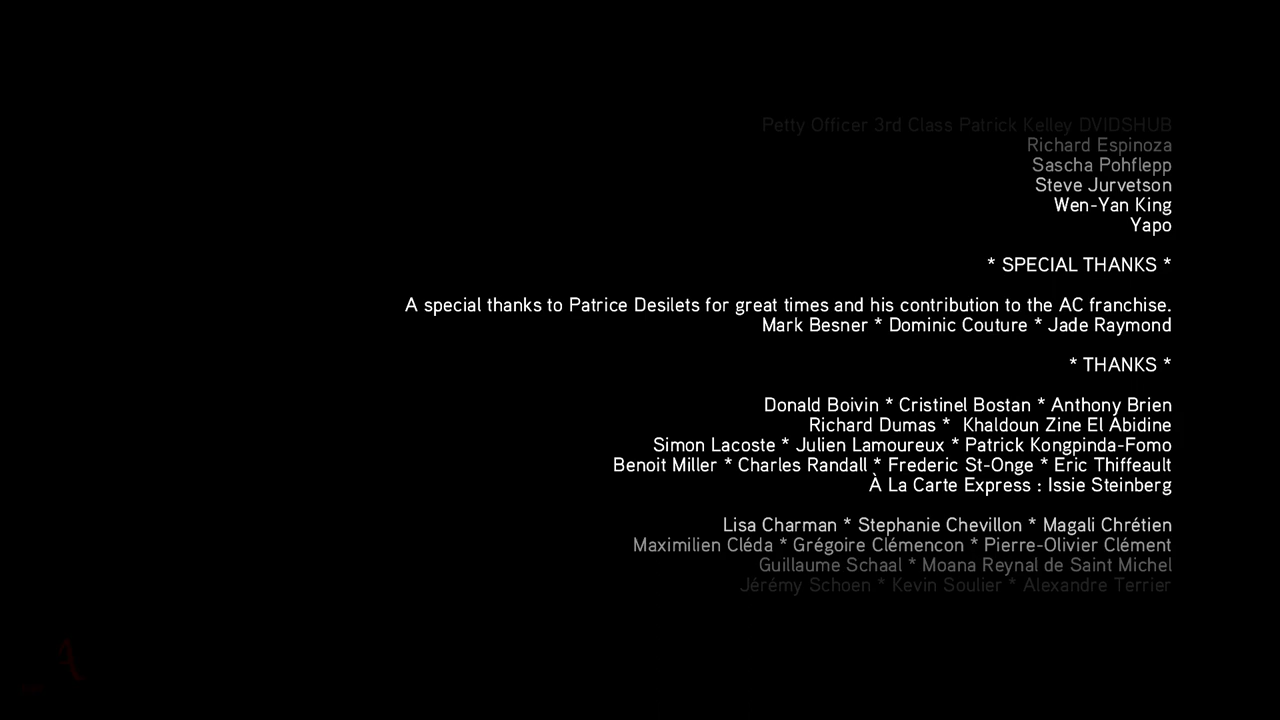 Petty Officer 3rd Class Patrick Kelley DVIDSHUB
Richard Espinoza
Sascha Pohflepp
Steve Jurvetson
Wen-Yan King
Yapo
* SPECIAL THANKS *
A special thanks to Patrice Desilets for great times and his contribution to the AC franchise.
Mark Besner * Dominic Couture * Jade Raymond
* THANKS *
Donald Boivin * Cristinel Bostan * Anthony Brien
Richard Dumas * Khaldoun Zine El Abidine
Simon Lacoste * Julien Lamoureux * Patrick Kongpinda-Fomo
Benoit Miller * Charles Randall * Frederic St-Onge * Eric Thiffeault
À La Carte Express : Issie Steinberg
Lisa Charman * Stephanie Chevillon * Magali Chrétien
Maximilien Cléda * Grégoire Clémencon * Pierre-Olivier Clément
Guillaume Schaal * Moana Reynal de Saint Michel
Jérémy Schoen * Kevin Soulier * Alexandre Terrier